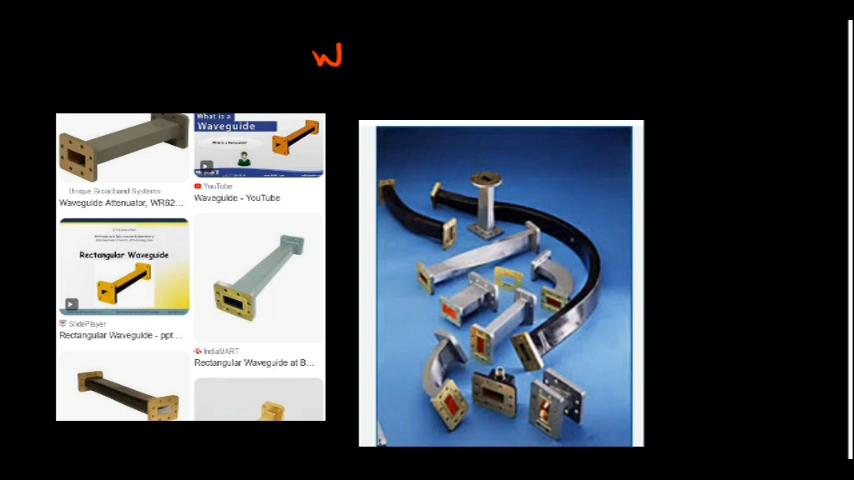 w
What is a
Waveguide
Unique Broadband Systems
Waveguide Attenuator, WR62...
YouTube
Waveguide - YouTube
Rectangular Waveguide
SlidePlayer
Rectangular Waveguide - ppt...
IndiaMART
Rectangular Waveguide at B...